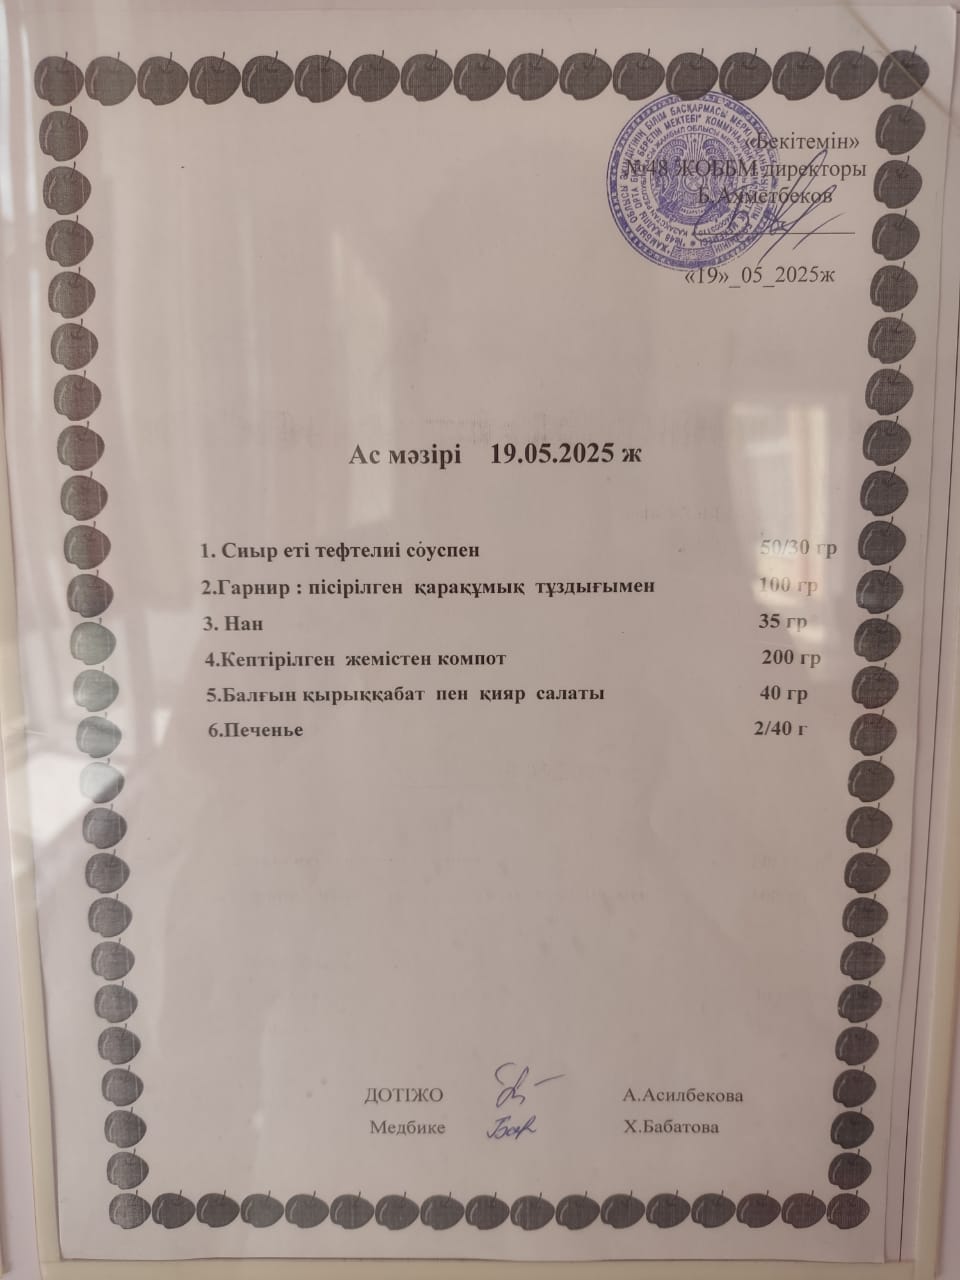 «Бекітемін»
№48 ЖОББМ директоры
Б.Ахметбеков
«19»_05_2025ж
Ас мәзірі 19.05.2025 ж
1. Сиыр еті тефтелиі соуспен 50/30 гр
2.Гарнир : пісірілген қарақұмық тұздығымен 100 гр
3. Нан 35 гр
4.Кептірілген жемістен компот 200 гр
5.Балғын қырыққабат пен қияр салаты 40 гр
6.Печенье 2/40 г
ДОТІЖО А.Асилбекова
Медбике Х.Бабатова